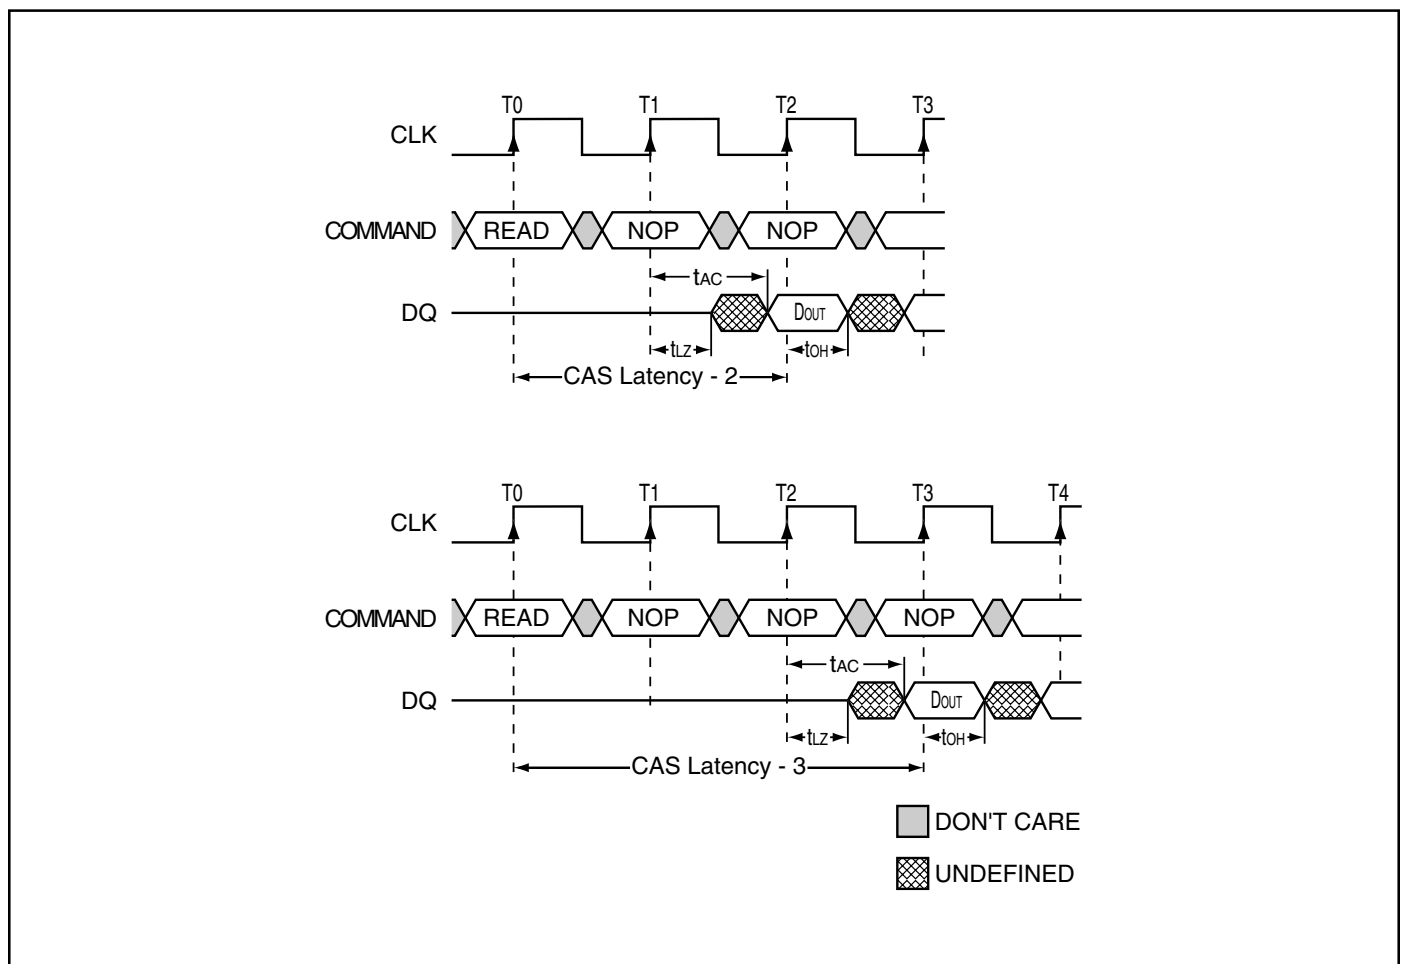 T0 T1 T2 T3
CLK
COMMAND READ NOP NOP
tAC
DQ DOUT
tLZ tOH
CAS Latency - 2
T0 T1 T2 T3 T4
CLK
COMMAND READ NOP NOP NOP
tAC
DQ DOUT
tLZ tOH
CAS Latency - 3
DON'T CARE
UNDEFINED